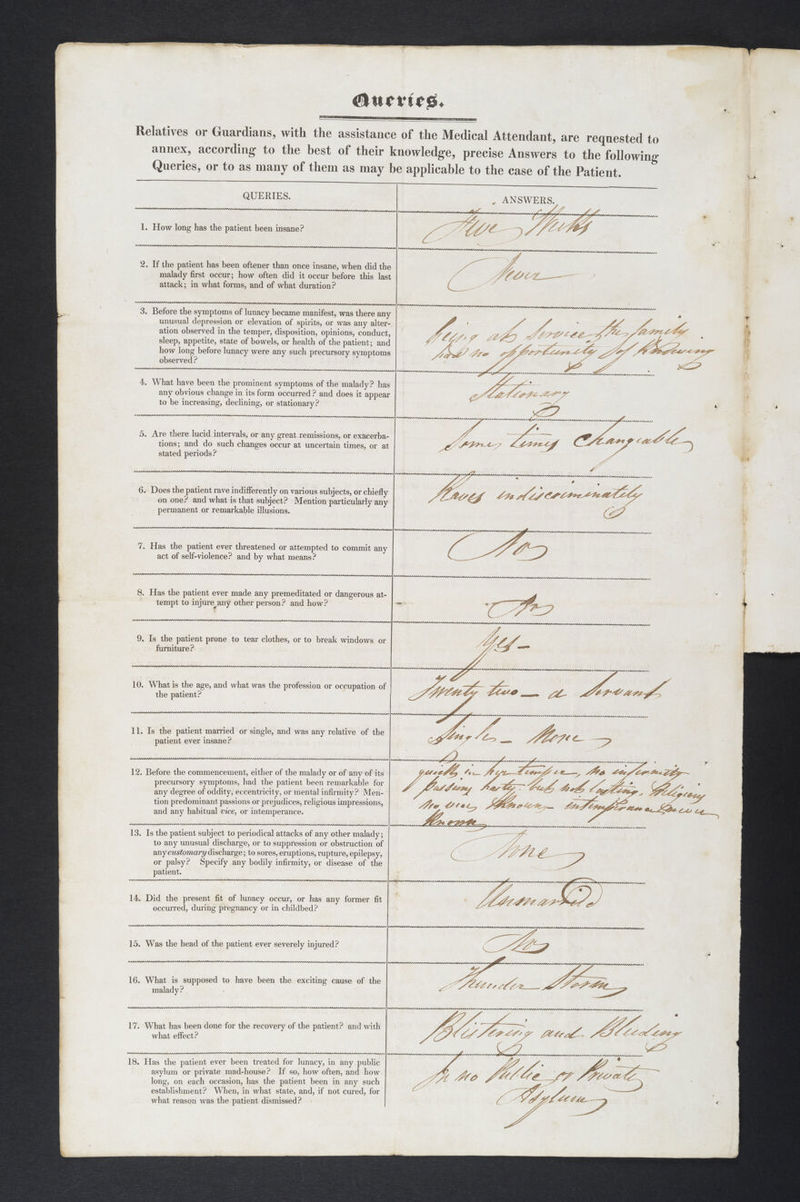 Queries.
Relatives or Guardians, with the assistance of the Medical Attendant, are requested to
annex, according to the best of their knowledge, precise Answers to the following
Queries, or to as many of them as may be applicable to the case of the Patient.
QUERIES.
ANSWERS.
1. How long has the patient been insane?
Five Weeks
2. If the patient has been oftener than once insane, when did the
malady first occur; how often did it occur before this last
attack; in what forms, and of what duration?
Never
3. Before the symptoms of lunacy became manifest, was there any
unusual depression or elevation of spirits, or was any alter-
ation observed in the temper, disposition, opinions, conduct,
sleep, appetite, state of bowels, or health of the patient; and
how long before lunacy were any such precursory symptoms
observed?
Being at Service the family
had no opportunity of Knowing
4. What have been the prominent symptoms of the malady? has
any obvious change in its form occurred? and does it appear
to be increasing, declining, or stationary?
Stationary
5. Are there lucid intervals, or any great remissions, or exacerba-
tions; and do such changes occur at uncertain times, or at
stated periods?
Some times Changeable
6. Does the patient rave indifferently on various subjects, or chiefly
on one? and what is that subject? Mention particularly any
permanent or remarkable illusions.
Raves indiscriminately
7. Has the patient ever threatened or attempted to commit any
act of self-violence? and by what means?
No
8. Has the patient ever made any premeditated or dangerous at-
tempt to injure any other person? and how?
No
9. Is the patient prone to tear clothes, or to break windows or
furniture?
Yes -
10. What is the age, and what was the profession or occupation of
the patient?
Twenty two — a Servant
11. Is the patient married or single, and was any relative of the
patient ever insane?
Single - None
12. Before the commencement, either of the malady or of any of its
precursory symptoms, had the patient been remarkable for
any degree of oddity, eccentricity, or mental infirmity? Men-
tion predominant passions or prejudices, religious impressions,
and any habitual vice, or intemperance.
in her temper, no infirmity
hasty but not lasting. Religious
no vice Known intemperance never
Known
13. Is the patient subject to periodical attacks of any other malady;
to any unusual discharge, or to suppression or obstruction of
any customary discharge; to sores, eruptions, rupture, epilepsy,
or palsy? Specify any bodily infirmity, or disease of the
patient.
None
14. Did the present fit of lunacy occur, or has any former fit
occurred, during pregnancy or in childbed?
Unmarried
15. Was the head of the patient ever severely injured?
No
16. What is supposed to have been the exciting cause of the
malady?
Thunder Storm
17. What has been done for the recovery of the patient? and with
what effect?
Blistering and Bleeding
18. Has the patient ever been treated for lunacy, in any public
asylum or private mad-house? If so, how often, and how
long, on each occasion, has the patient been in any such
establishment? When, in what state, and, if not cured, for
what reason was the patient dismissed?
In no Public or Private
Asylum